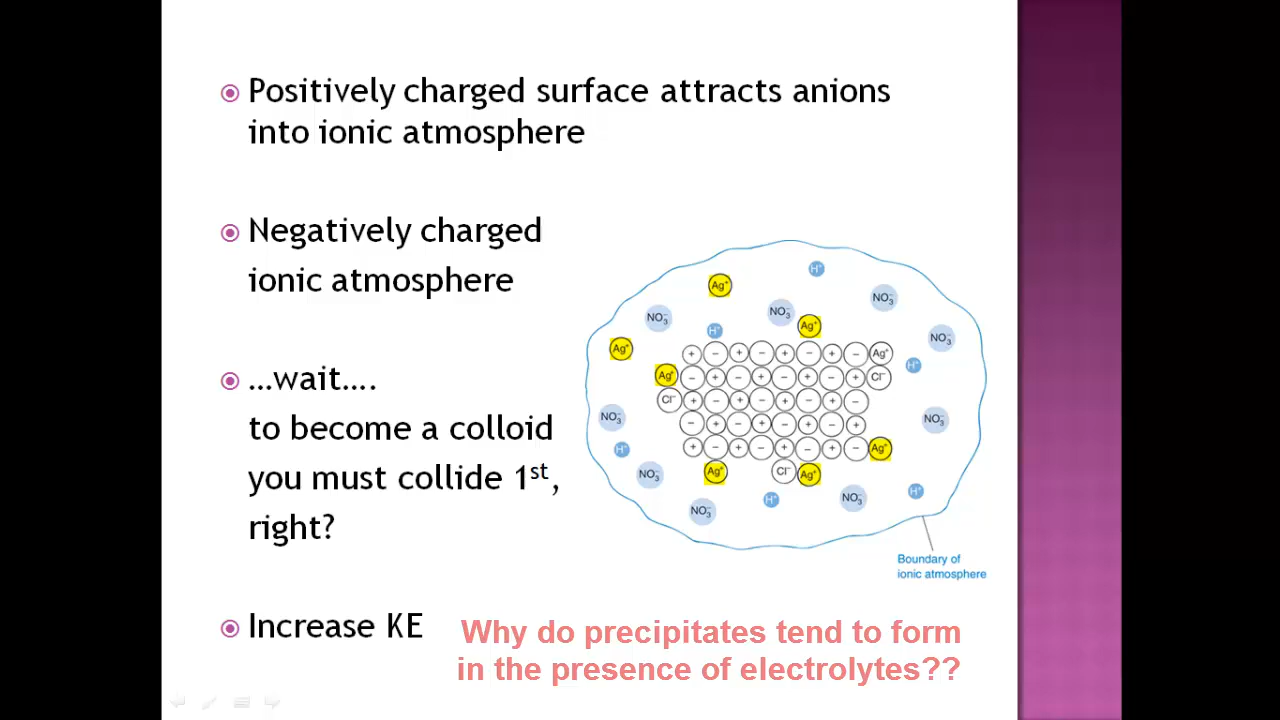 Positively charged surface attracts anions
into ionic atmosphere
Negatively charged
ionic atmosphere
…wait….
to become a colloid
you must collide 1st,
right?
Increase KE
Why do precipitates tend to form
in the presence of electrolytes??
H⁺
Ag⁺
NO₃⁻
NO₃⁻
NO₃⁻
Ag⁺
H⁺
NO₃⁻
Ag⁺
+ − + − + − + − Ag⁺
H⁺
Ag⁺ − + − + − + − + Cl⁻
Cl⁻ + − + − + − + −
NO₃⁻
NO₃⁻
− + − + − + − +
H⁺
+ − + − + − + − Ag⁺
NO₃⁻
Ag⁺
Cl⁻ Ag⁺
H⁺
H⁺
NO₃⁻
NO₃⁻
Boundary of
ionic atmosphere